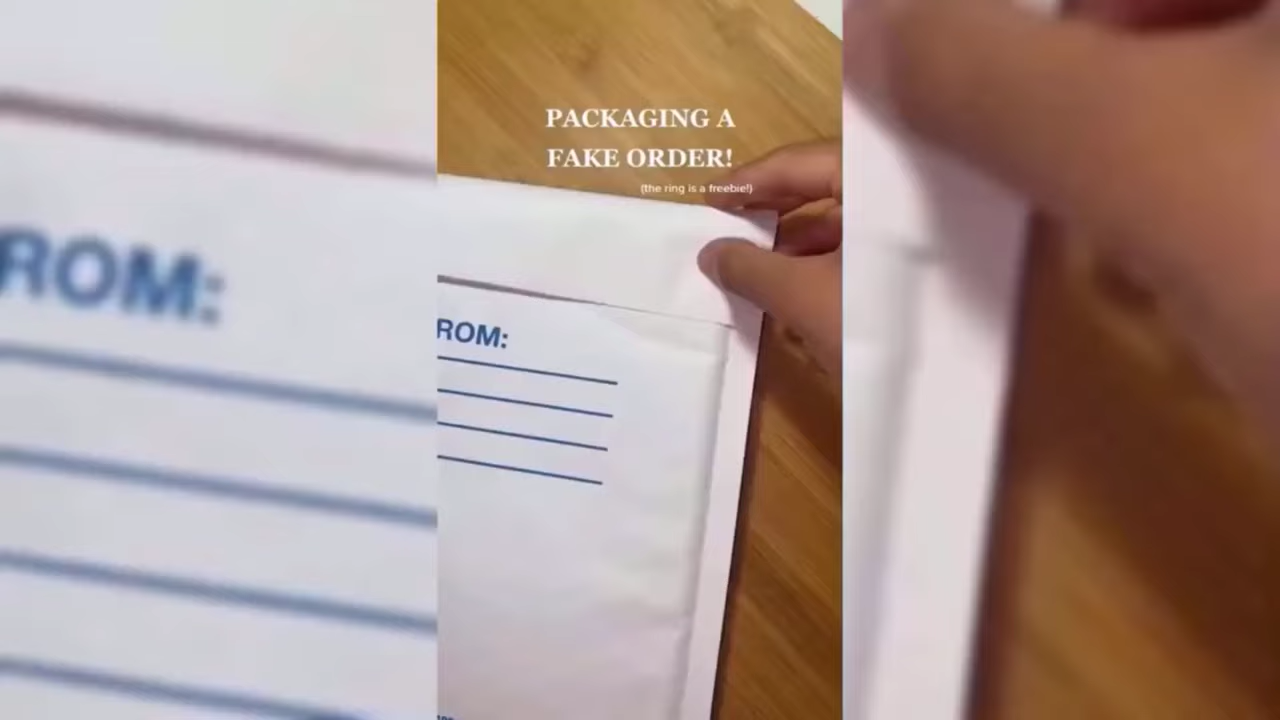 PACKAGING A
FAKE ORDER!
(the ring is a freebie!)
ROM:
ROM: